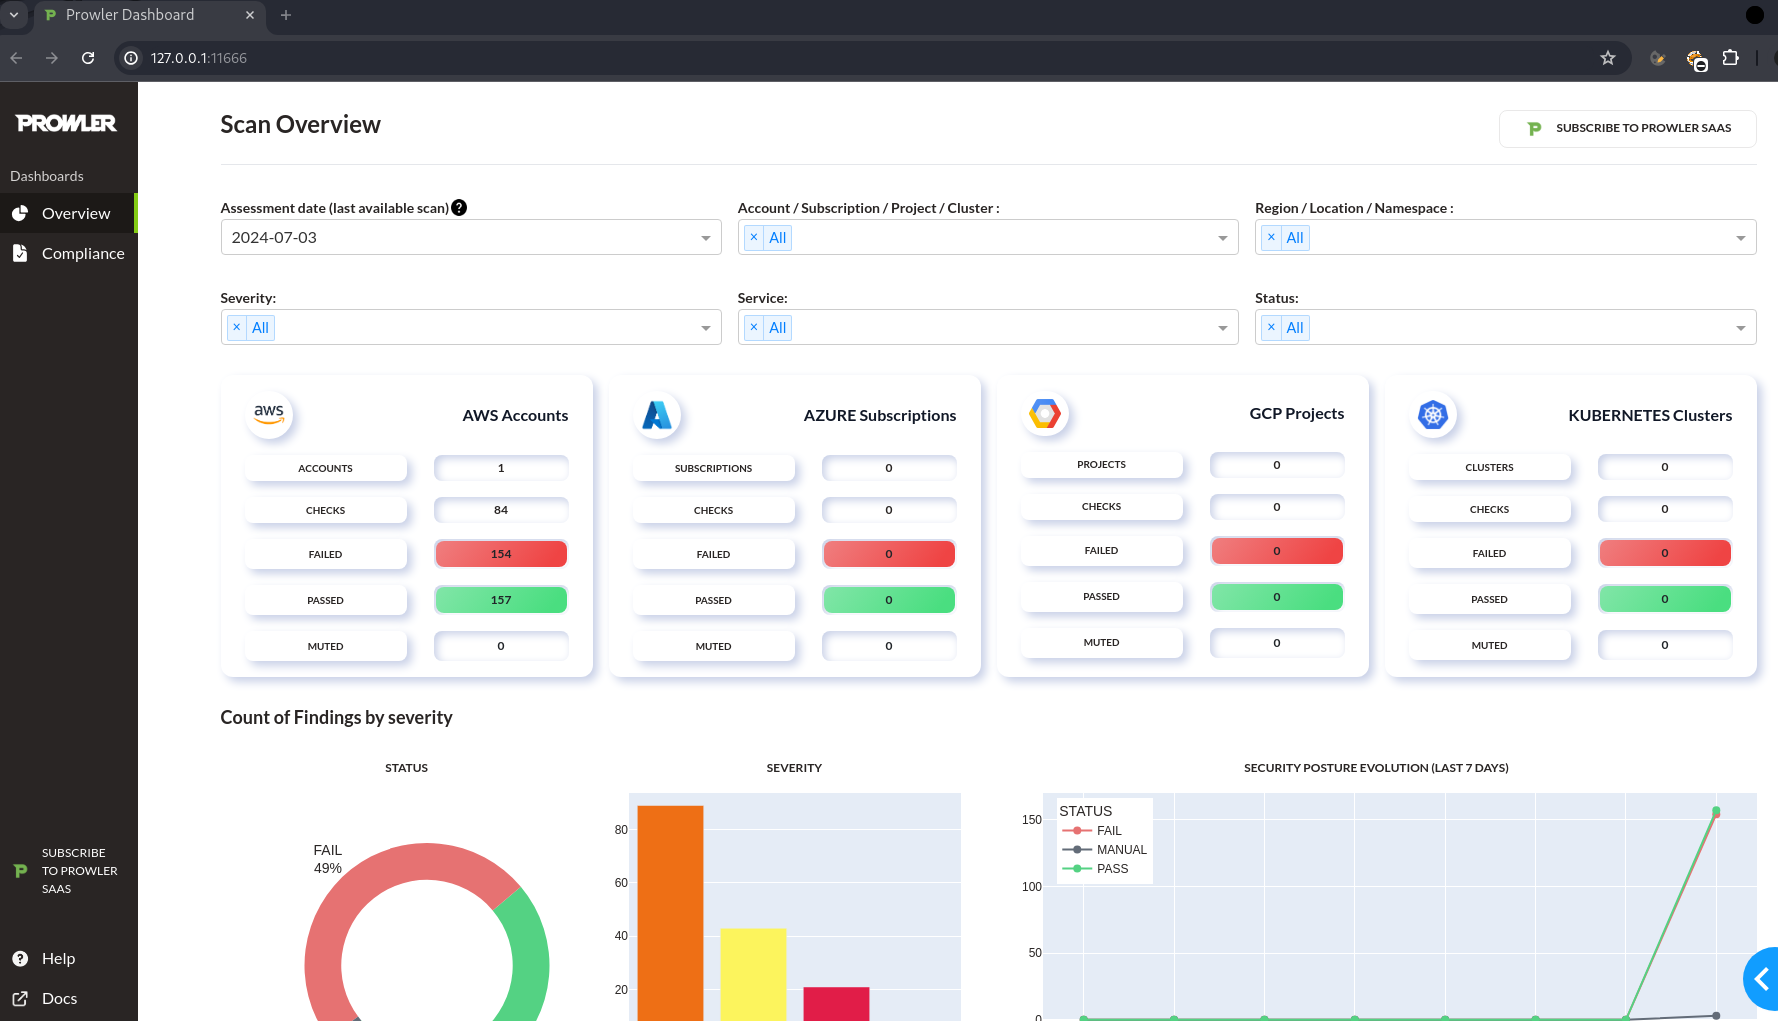 Prowler Dashboard
127.0.0.1:11666
PROWLER
Dashboards
Overview
Compliance
SUBSCRIBE
TO PROWLER
SAAS
Help
Docs
Scan Overview
SUBSCRIBE TO PROWLER SAAS
Assessment date (last available scan) ?
2024-07-03
Account / Subscription / Project / Cluster :
× All
Region / Location / Namespace :
× All
Severity:
× All
Service:
× All
Status:
× All
aws
AWS Accounts
ACCOUNTS 1
CHECKS 84
FAILED 154
PASSED 157
MUTED 0
AZURE Subscriptions
SUBSCRIPTIONS 0
CHECKS 0
FAILED 0
PASSED 0
MUTED 0
GCP Projects
PROJECTS 0
CHECKS 0
FAILED 0
PASSED 0
MUTED 0
KUBERNETES Clusters
CLUSTERS 0
CHECKS 0
FAILED 0
PASSED 0
MUTED 0
Count of Findings by severity
STATUS
FAIL
49%
SEVERITY
80
60
40
20
SECURITY POSTURE EVOLUTION (LAST 7 DAYS)
150
100
50
0
STATUS
FAIL
MANUAL
PASS